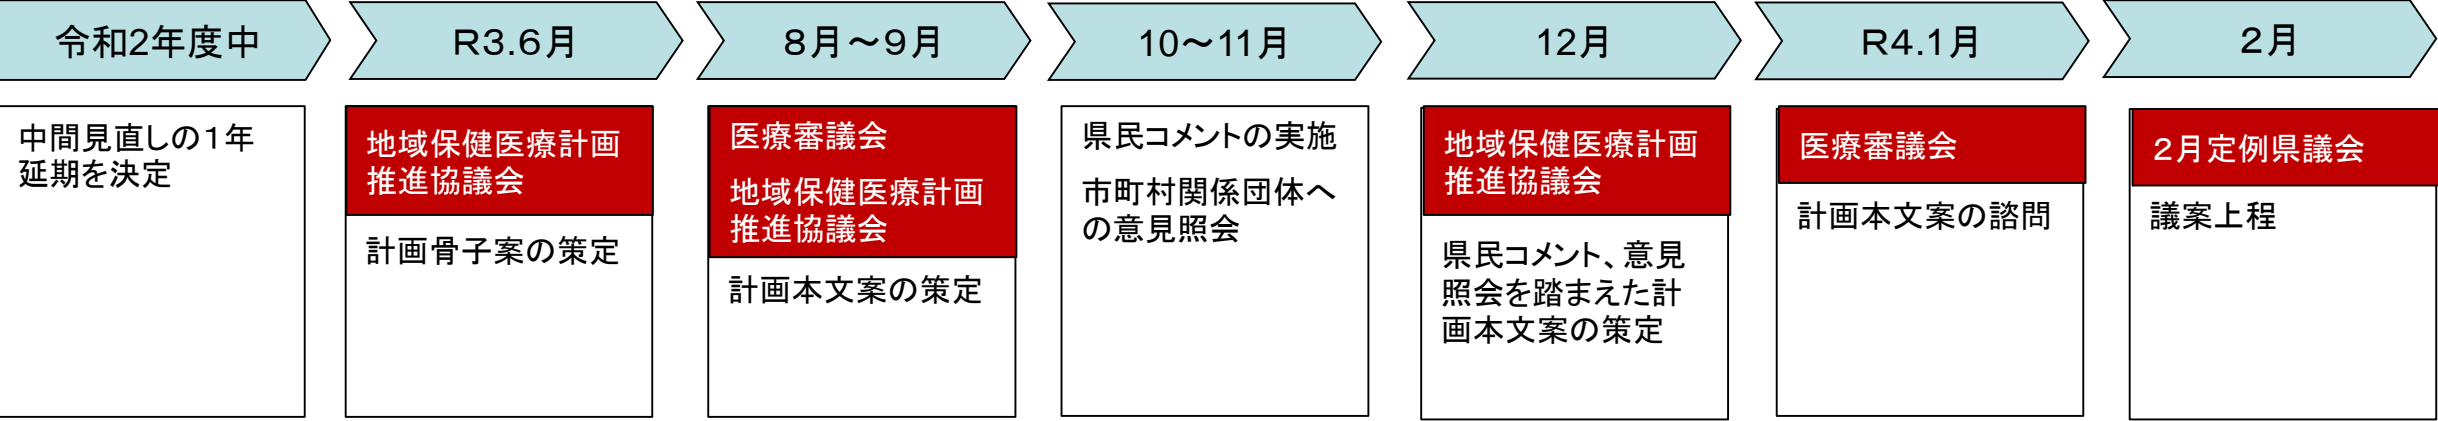 令和2年度中
R3.6月
8月～9月
10～11月
12月
R4.1月
2月
中間見直しの1年
延期を決定
地域保健医療計画
推進協議会
計画骨子案の策定
医療審議会
地域保健医療計画
推進協議会
計画本文案の策定
県民コメントの実施
市町村関係団体へ
の意見照会
地域保健医療計画
推進協議会
県民コメント、意見
照会を踏まえた計
画本文案の策定
医療審議会
計画本文案の諮問
2月定例県議会
議案上程